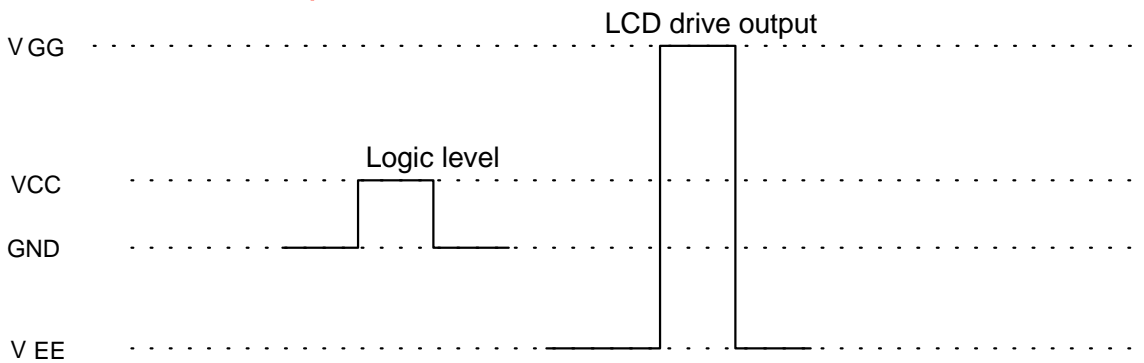 LCD drive output
V GG
Logic level
VCC
GND
V EE